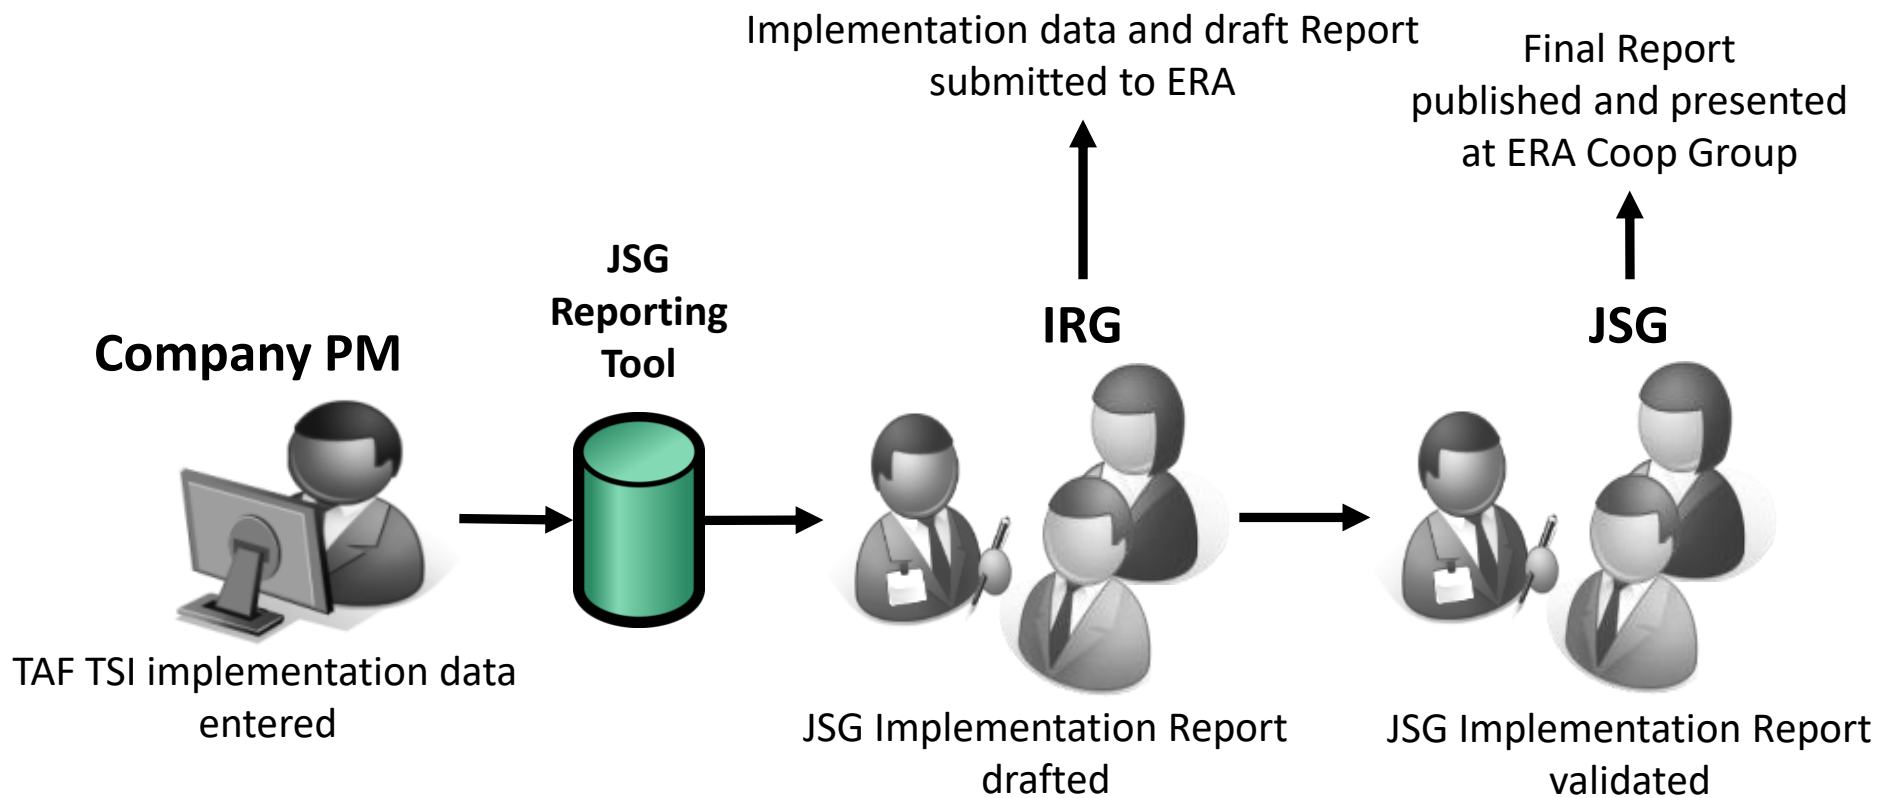 Implementation data and draft Report
submitted to ERA
Final Report
published and presented
at ERA Coop Group
JSG
Reporting
Tool
Company PM
IRG
JSG
TAF TSI implementation data
entered
JSG Implementation Report
drafted
JSG Implementation Report
validated